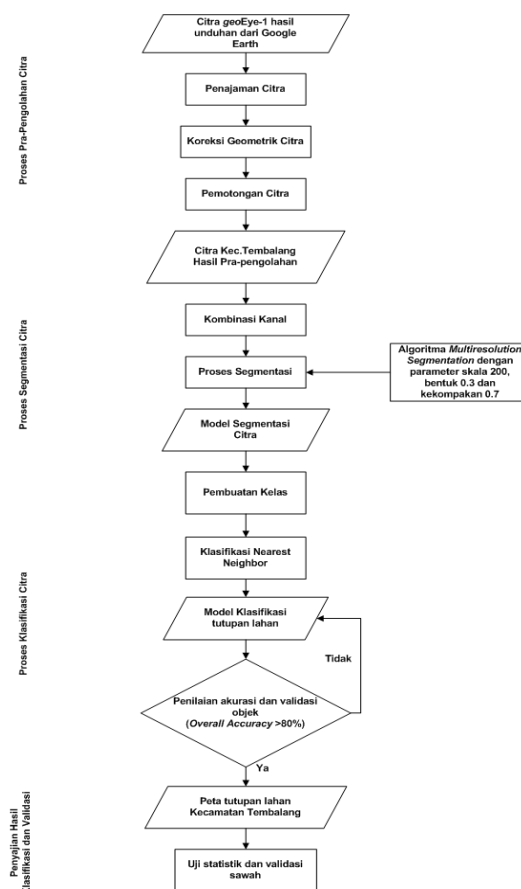 Citra geoEye-1 hasil
unduhan dari Google
Earth
Proses Pra-Pengolahan Citra
Penajaman Citra
Koreksi Geometrik Citra
Pemotongan Citra
Citra Kec.Tembalang
Hasil Pra-pengolahan
Proses Segmentasi Citra
Kombinasi Kanal
Proses Segmentasi
Algoritma Multiresolution
Segmentation dengan
parameter skala 200,
bentuk 0.3 dan
kekompakan 0.7
Model Segmentasi
Citra
Pembuatan Kelas
Proses Klasifikasi Citra
Klasifikasi Nearest
Neighbor
Model Klasifikasi
tutupan lahan
Tidak
Penilaian akurasi dan validasi
objek
(Overall Accuracy >80%)
Ya
Penyajian Hasil
Klasifikasi dan Validasi
Peta tutupan lahan
Kecamatan Tembalang
Uji statistik dan validasi
sawah